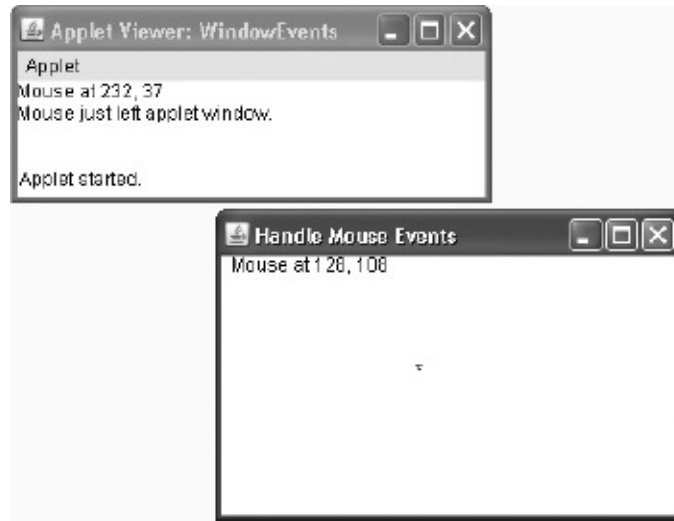 Applet Viewer: WindowEvents
Applet
Mouse at 232, 37
Mouse just left applet window.
Applet started.
Handle Mouse Events
Mouse at 128, 108